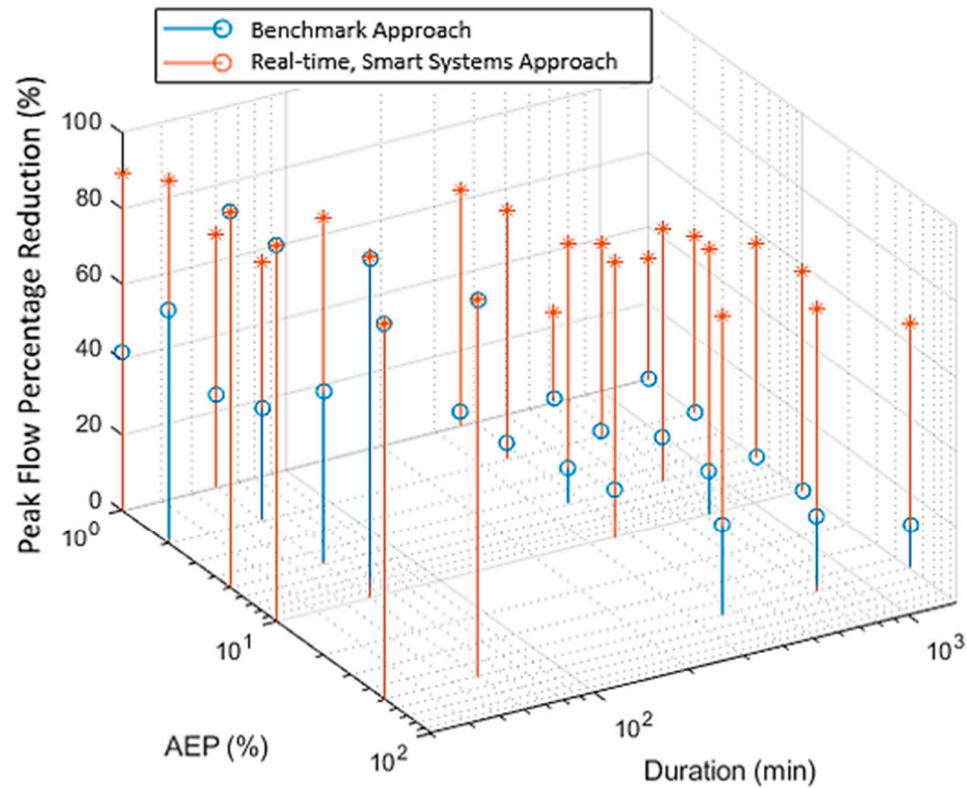 Benchmark Approach
Real-time, Smart Systems Approach
Peak Flow Percentage Reduction (%)
100
80
60
40
20
0
10⁰
10¹
10²
AEP (%)
10²
10³
Duration (min)